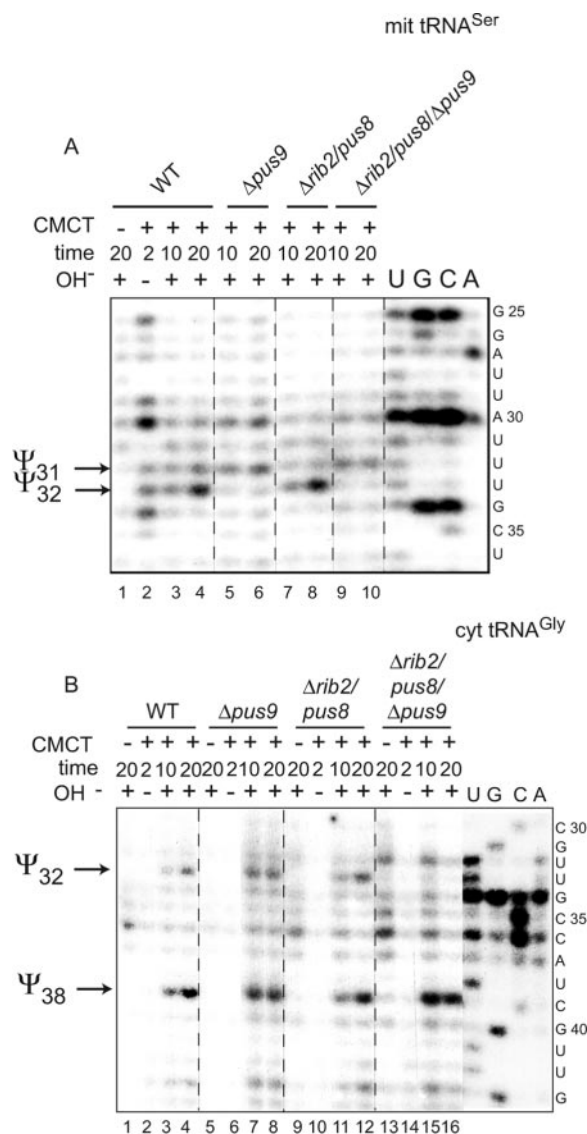 mit tRNASer
A
WT
Δpus9
Δrib2/pus8
Δrib2/pus8/Δpus9
CMCT - + + + + + + + + +
time 20 2 10 20 10 20 10 20 10 20
OH- + - + + + + + + + + U G C A
G 25
G
A
U
U
A 30
U
Ψ31 U
Ψ32 U
G
C 35
U
1 2 3 4 5 6 7 8 9 10
cyt tRNAGly
B
WT
Δpus9
Δrib2/
pus8
Δrib2/
pus8/
Δpus9
CMCT - + + + - + + + - + + + - + + +
time 20 2 10 20 20 2 10 20 20 2 10 20 20 2 10 20
OH - + - + + + - + + + - + + + - + + U G C A
C 30
G
U
Ψ32 U
G
C 35
C
A
U
Ψ38 C
G 40
U
U
G
1 2 3 4 5 6 7 8 9 10 11 12 13 14 15 16